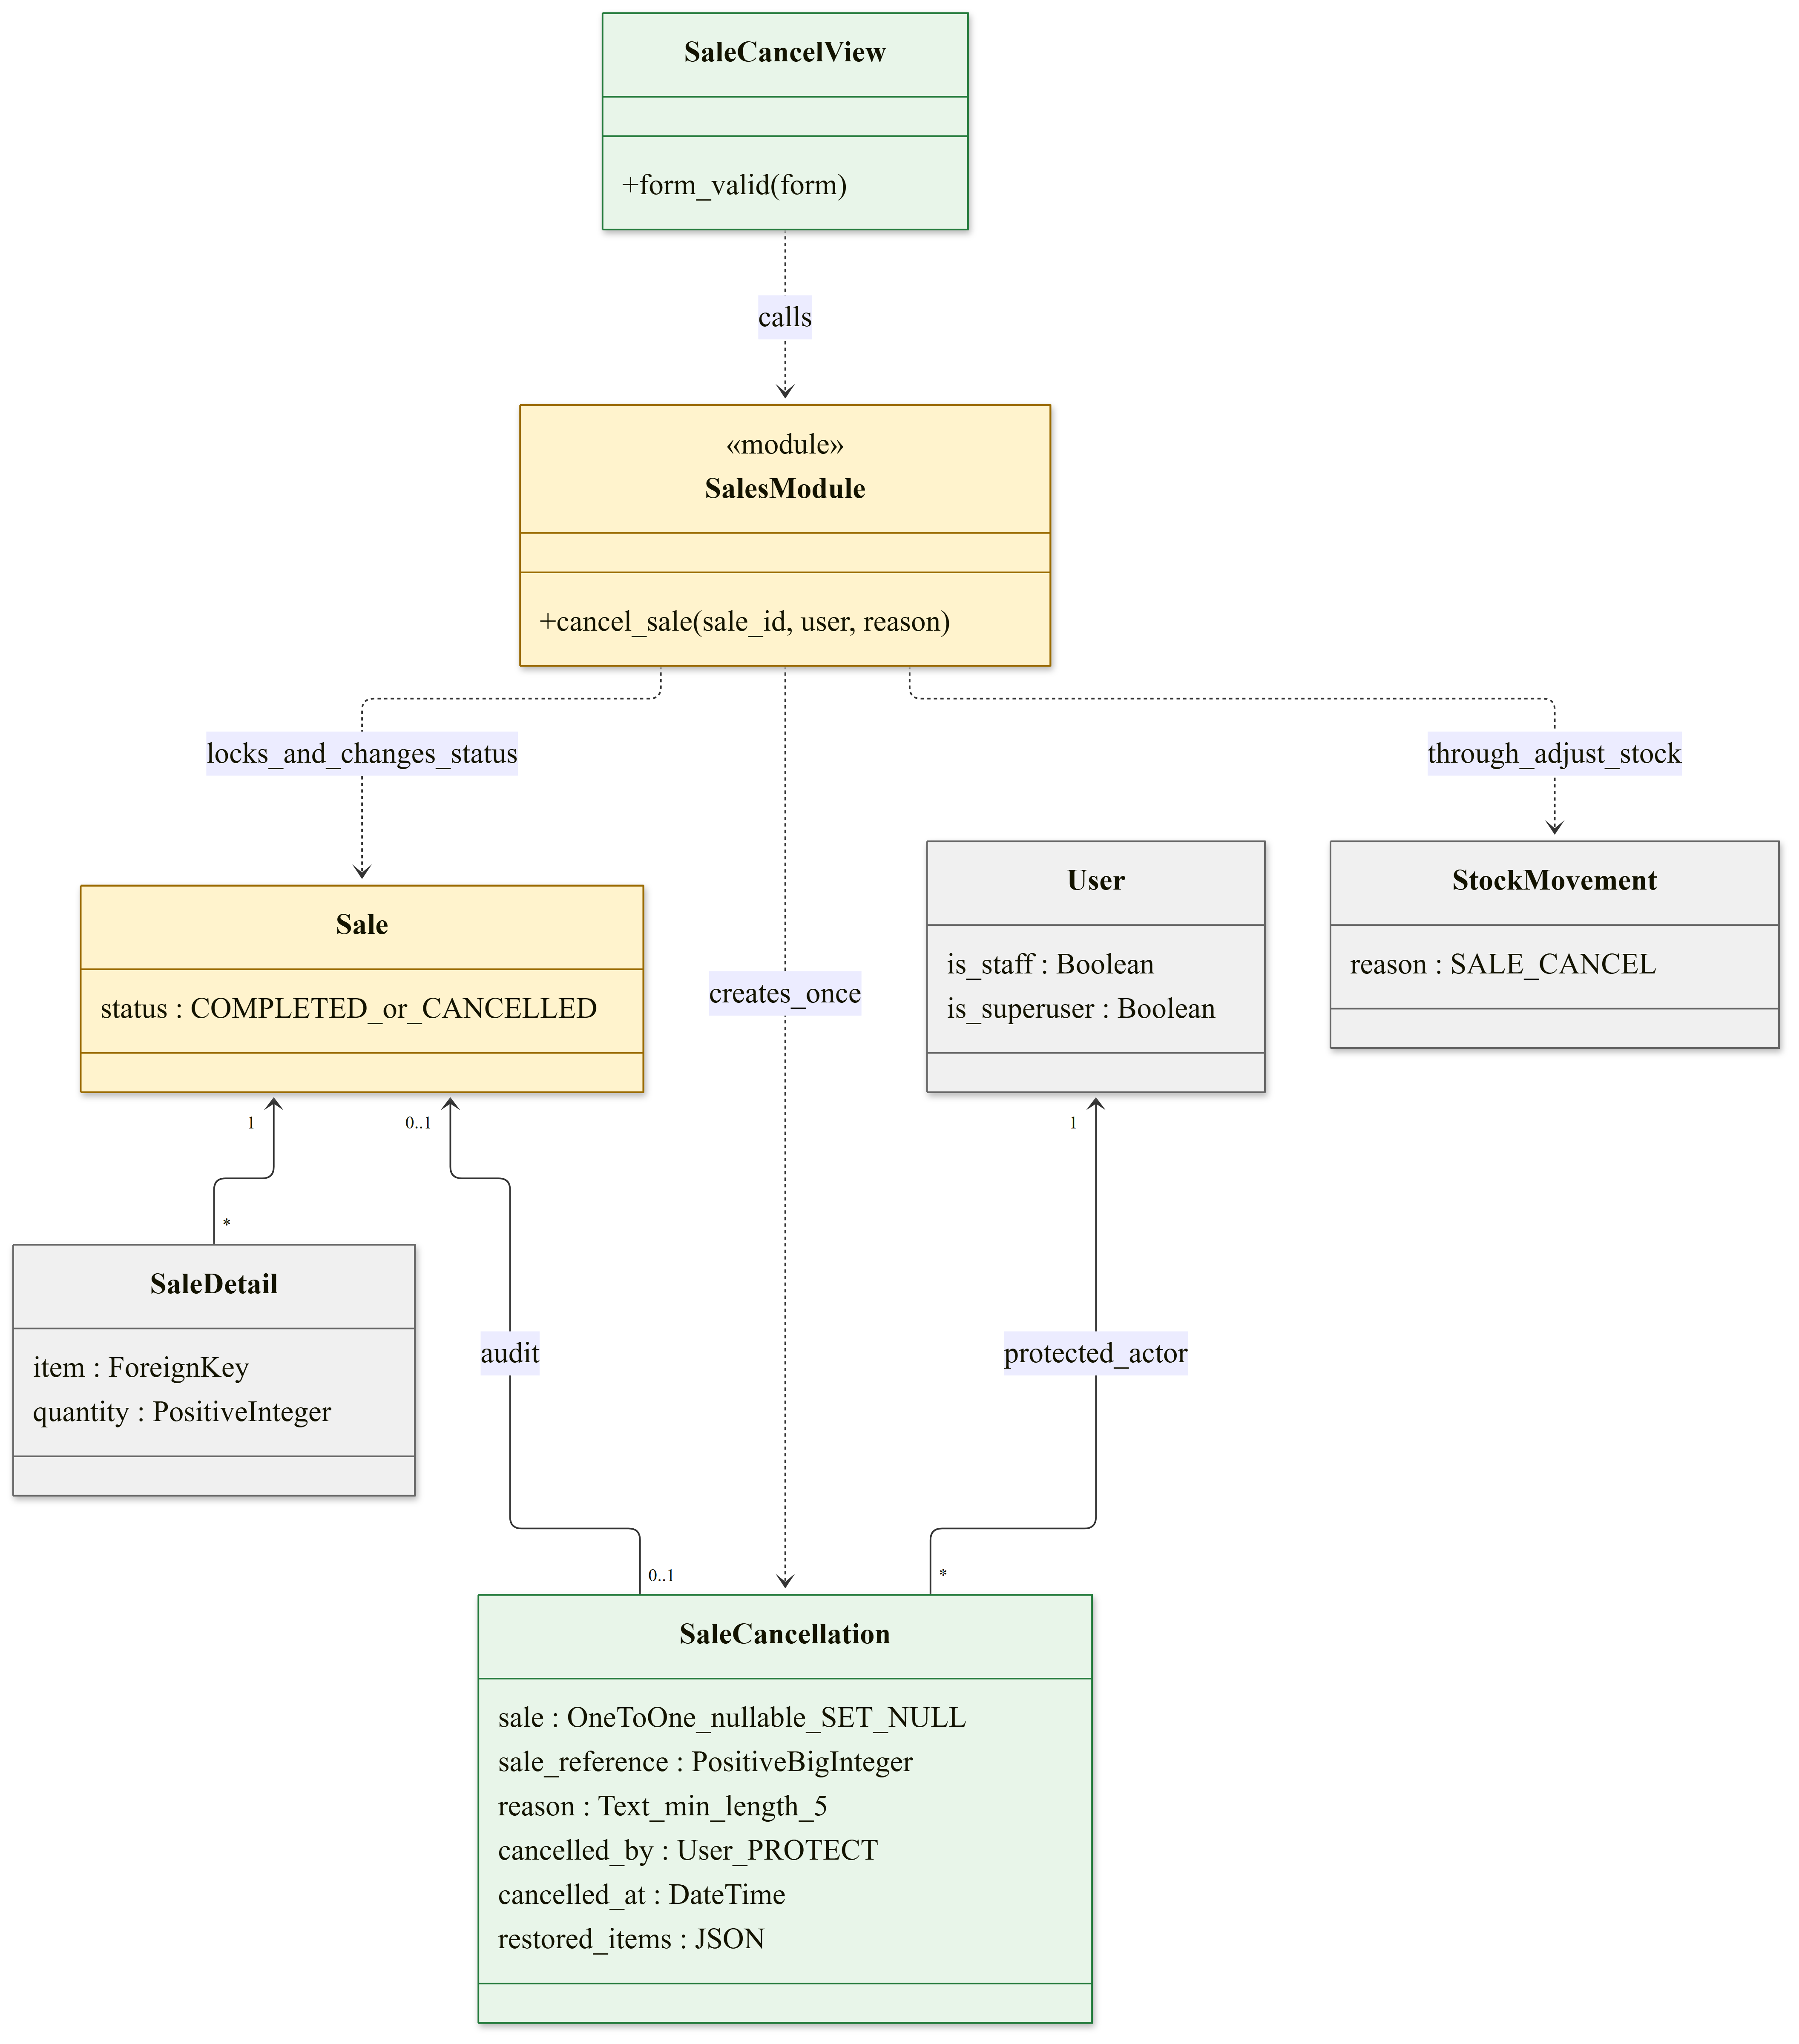 SaleCancelView
+form_valid(form)
calls
«module»
SalesModule
+cancel_sale(sale_id, user, reason)
locks_and_changes_status
through_adjust_stock
Sale
status : COMPLETED_or_CANCELLED
creates_once
User
is_staff : Boolean
is_superuser : Boolean
StockMovement
reason : SALE_CANCEL
1
0..1
1
*
SaleDetail
item : ForeignKey
quantity : PositiveInteger
audit
protected_actor
0..1
*
SaleCancellation
sale : OneToOne_nullable_SET_NULL
sale_reference : PositiveBigInteger
reason : Text_min_length_5
cancelled_by : User_PROTECT
cancelled_at : DateTime
restored_items : JSON